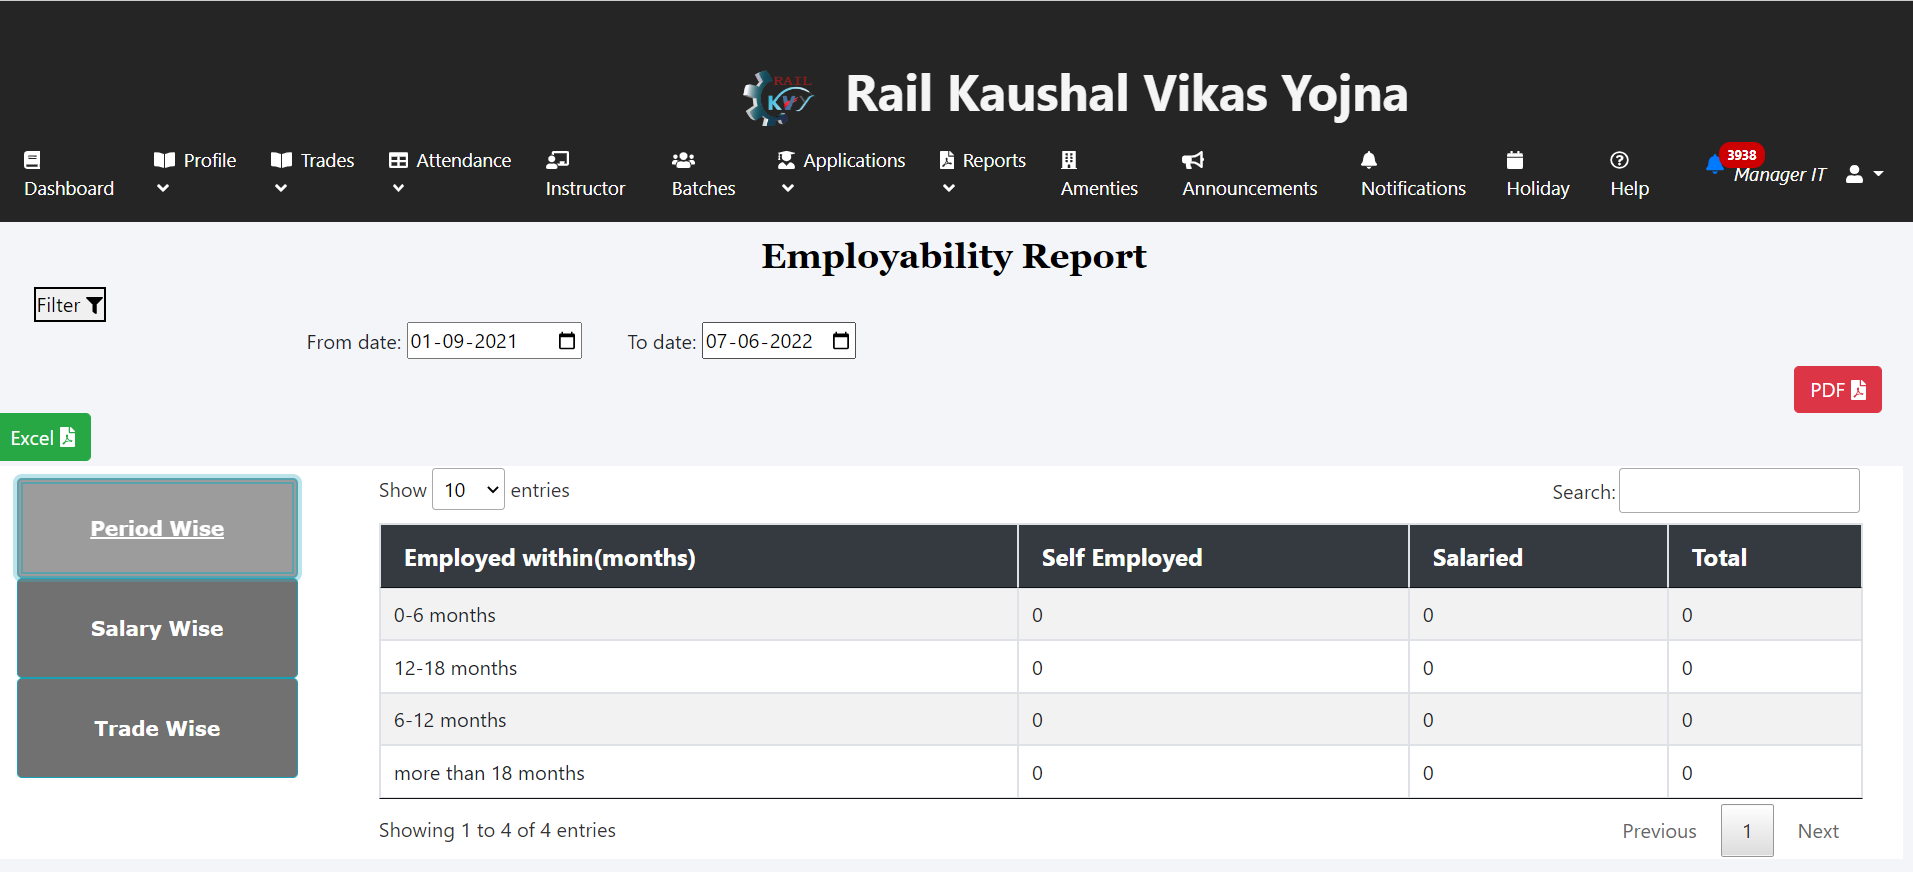 RAIL
KVY
Rail Kaushal Vikas Yojna
Dashboard
Profile
Trades
Attendance
Instructor
Batches
Applications
Reports
Amenties
Announcements
Notifications
Holiday
Help
3938
Manager IT
Employability Report
Filter
From date: 01-09-2021 To date: 07-06-2022
PDF
Excel
Period Wise
Salary Wise
Trade Wise
Show 10 entries
Search:
Employed within(months) Self Employed Salaried Total
0-6 months 0 0 0
12-18 months 0 0 0
6-12 months 0 0 0
more than 18 months 0 0 0
Showing 1 to 4 of 4 entries
Previous 1 Next